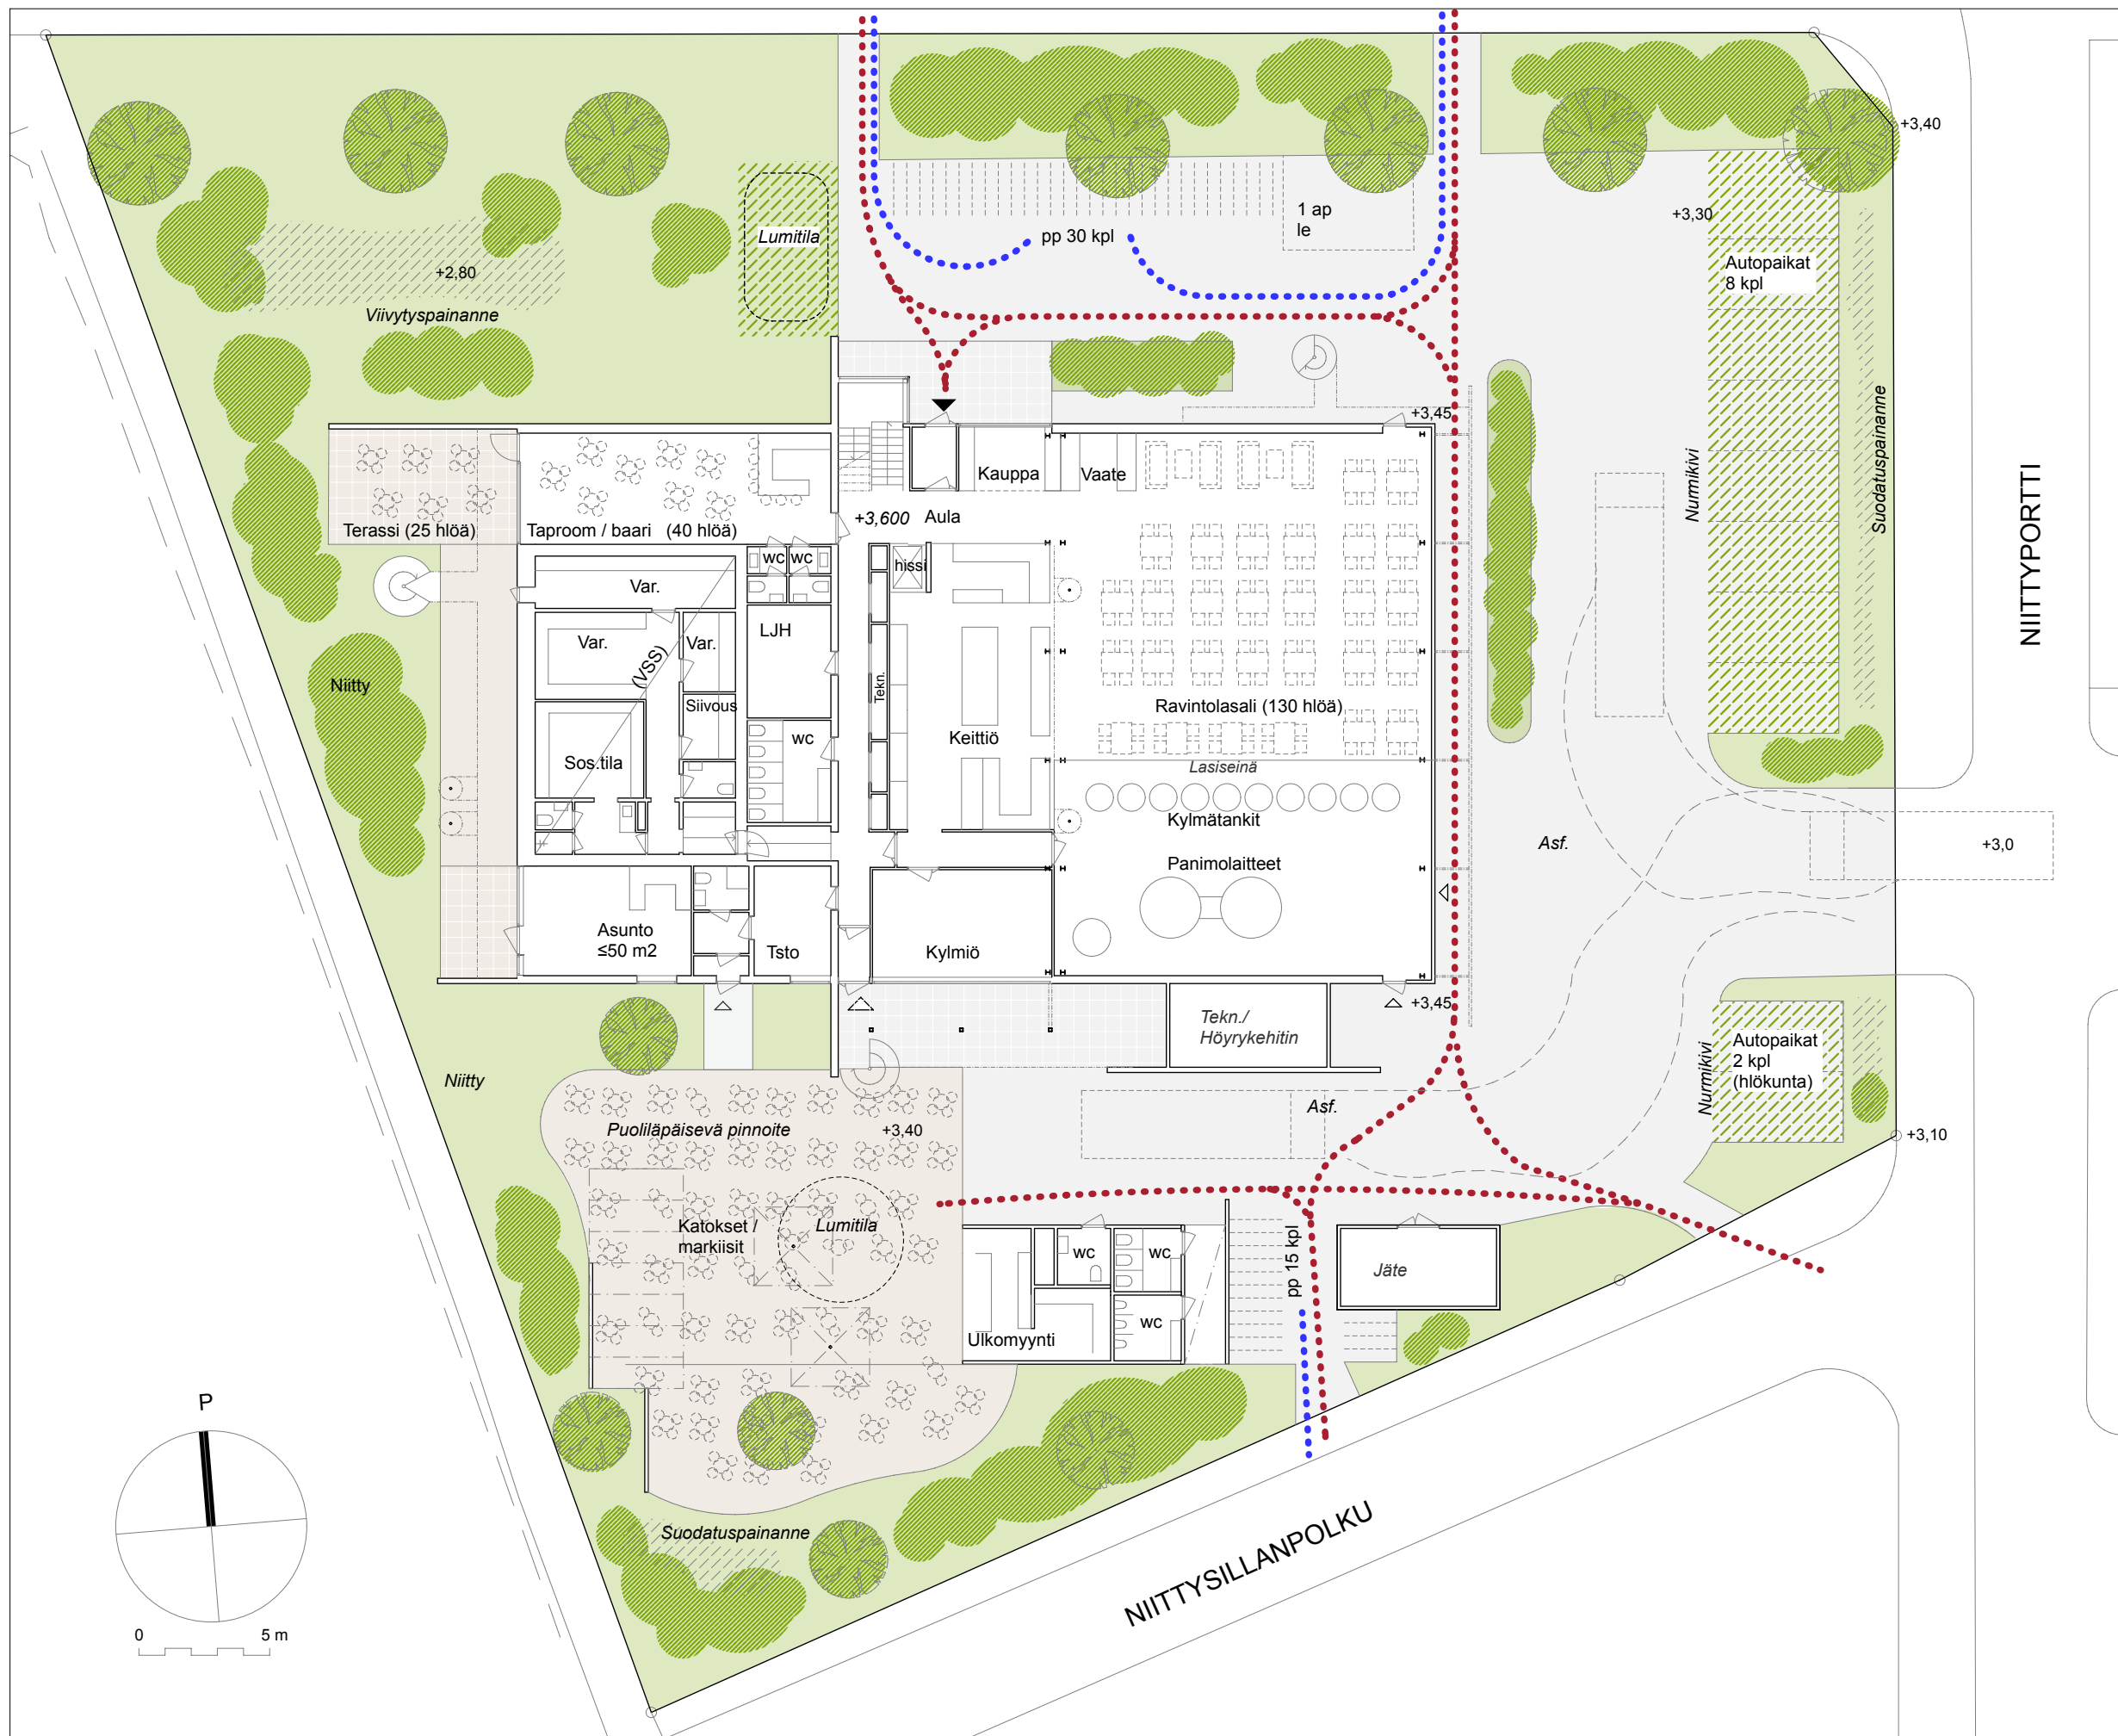 +3,40
+3,30
1 ap
le
pp 30 kpl
Lumitila
Autopaikat
8 kpl
+2,80
Viivytyspainanne
+3,45
Kauppa
Vaate
Nurmikivi
Suodatuspainanne
NIITTYPORTTI
Terassi (25 hlöä)
Taproom / baari (40 hlöä)
+3,600
Aula
wc
wc
hissi
Var.
LJH
Var.
Var.
(VSS)
Tekn.
Niitty
Siivous
Ravintolasali (130 hlöä)
wc
Keittiö
Sos.tila
Lasiseinä
Kylmätankit
Asf.
+3,0
Panimolaitteet
Asunto
≤50 m2
Tsto
Kylmiö
+3,45
Tekn./
Höyrykehitin
Niitty
Nurmikivi
Autopaikat
2 kpl
(hlökunta)
Asf.
Puoliläpäisevä pinnoite
+3,40
+3,10
Katokset /
markiisit
Lumitila
wc
wc
pp 15 kpl
Jäte
wc
Ulkomyynti
P
Suodatuspainanne
NIITTYSILLANPOLKU
0 5 m